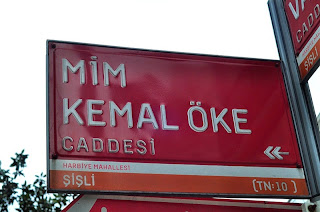 MİM
KEMAL ÖKE
CADDESİ
HARBİYE MAHALLESİ
ŞİŞLİ
(TN:10)